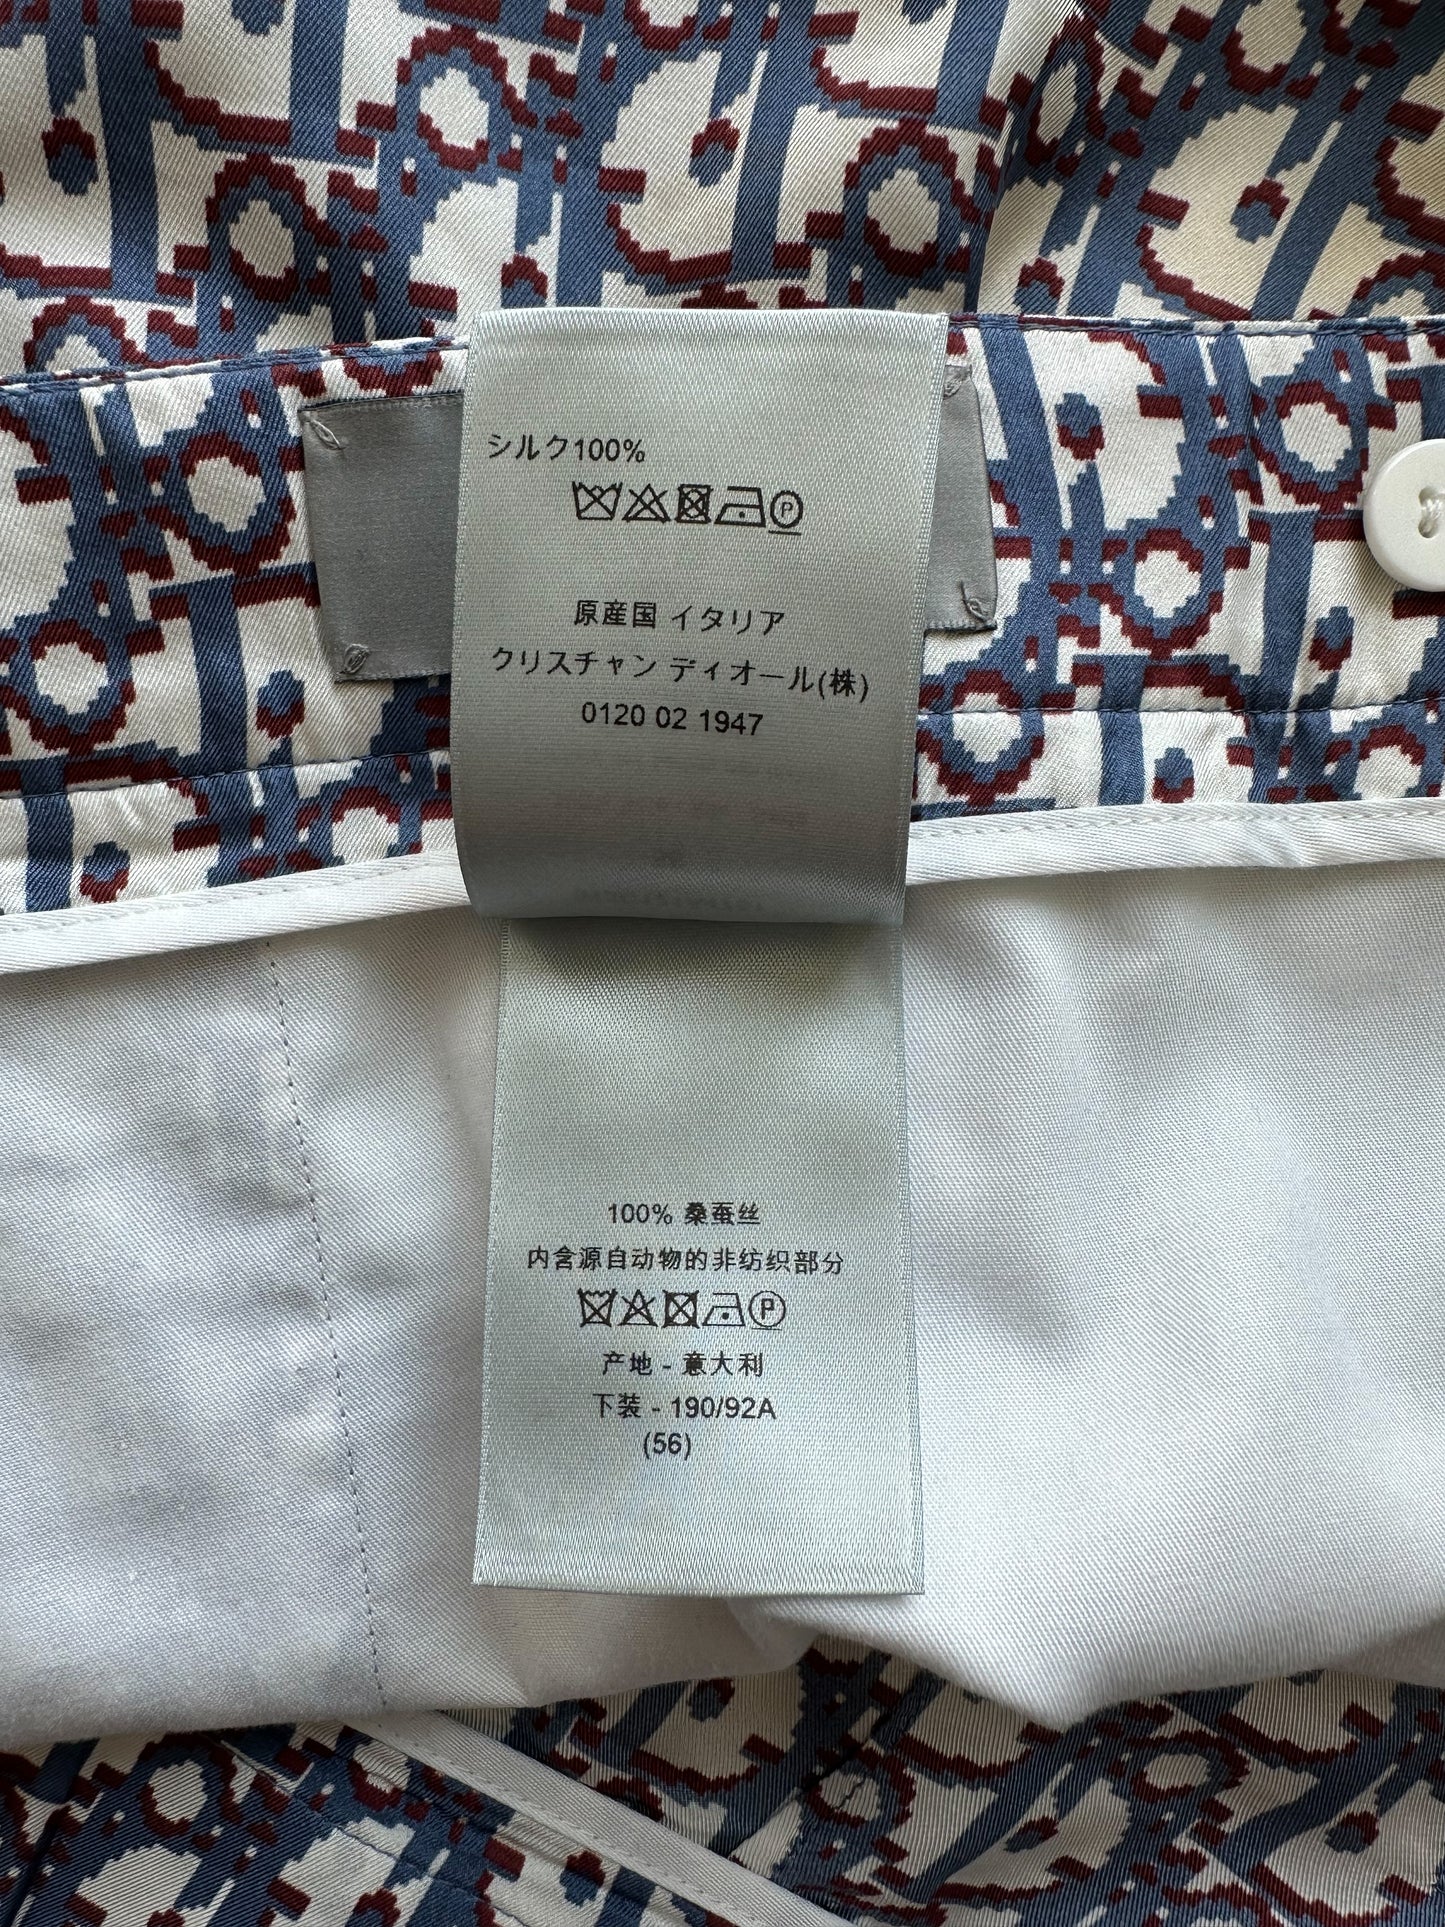 シルク100%
P
原産国 イタリア
クリスチャン ディオール(株)
0120 02 1947
100% 桑蚕丝
内含源自动物的非纺织部分
P
产地 - 意大利
下装 - 190/92A
(56)